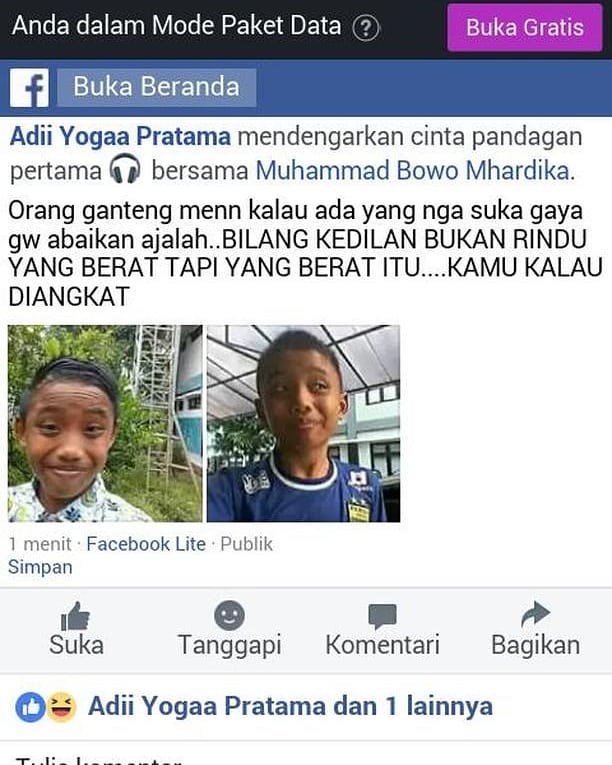 Anda dalam Mode Paket Data ?
Buka Gratis
f Buka Beranda
Adii Yogaa Pratama mendengarkan cinta pandagan
pertama bersama Muhammad Bowo Mhardika.
Orang ganteng menn kalau ada yang nga suka gaya
gw abaikan ajalah..BILANG KEDILAN BUKAN RINDU
YANG BERAT TAPI YANG BERAT ITU....KAMU KALAU
DIANGKAT
1 menit · Facebook Lite · Publik
Simpan
Suka
Tanggapi
Komentari
Bagikan
Adii Yogaa Pratama dan 1 lainnya
Tulis komentar